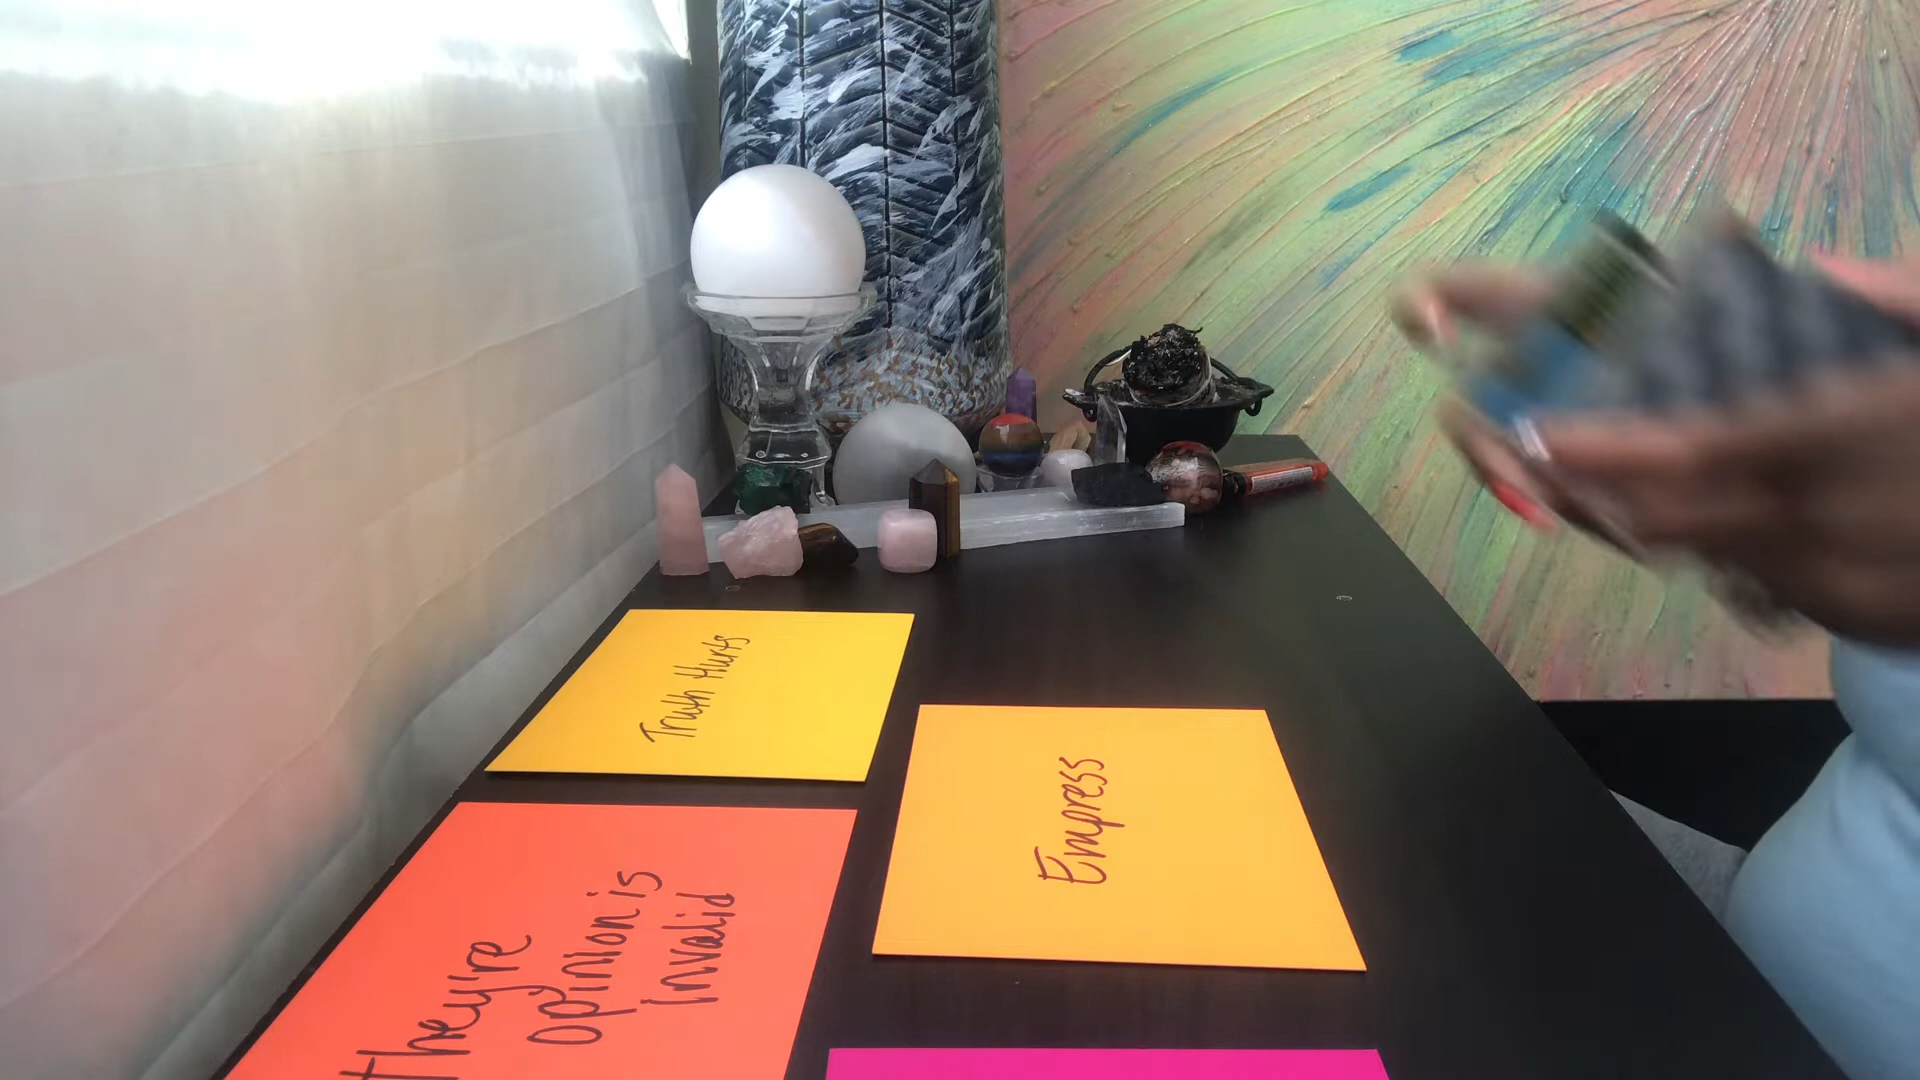 Truth Hurts
Empress
they're
opinion is
invalid